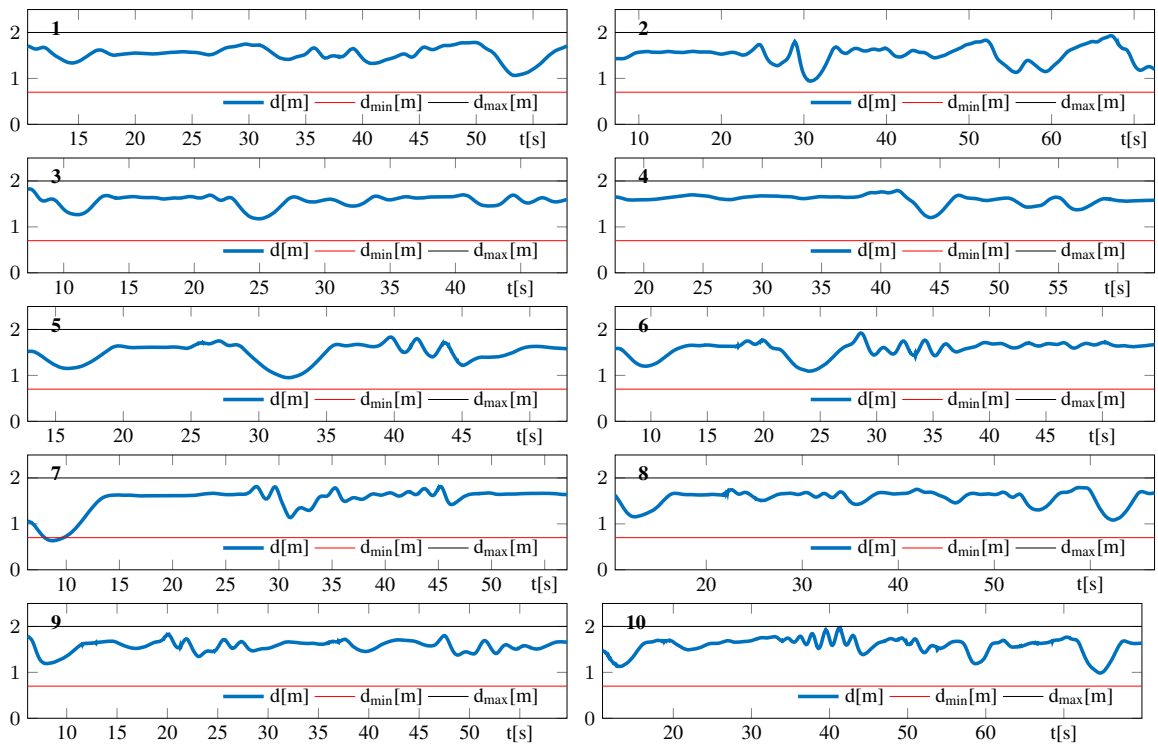 1
2
1
0
d[m] d_min[m] d_max[m]
15 20 25 30 35 40 45 50 t[s]
2
2
1
0
d[m] d_min[m] d_max[m]
10 20 30 40 50 60 t[s]
3
2
1
0
d[m] d_min[m] d_max[m]
10 15 20 25 30 35 40 t[s]
4
2
1
0
d[m] d_min[m] d_max[m]
20 25 30 35 40 45 50 55 t[s]
5
2
1
0
d[m] d_min[m] d_max[m]
15 20 25 30 35 40 45 t[s]
6
2
1
0
d[m] d_min[m] d_max[m]
10 15 20 25 30 35 40 45 t[s]
7
2
1
0
d[m] d_min[m] d_max[m]
10 15 20 25 30 35 40 45 50 t[s]
8
2
1
0
d[m] d_min[m] d_max[m]
20 30 40 50 t[s]
9
2
1
0
d[m] d_min[m] d_max[m]
10 15 20 25 30 35 40 45 50 t[s]
10
2
1
0
d[m] d_min[m] d_max[m]
20 30 40 50 60 t[s]